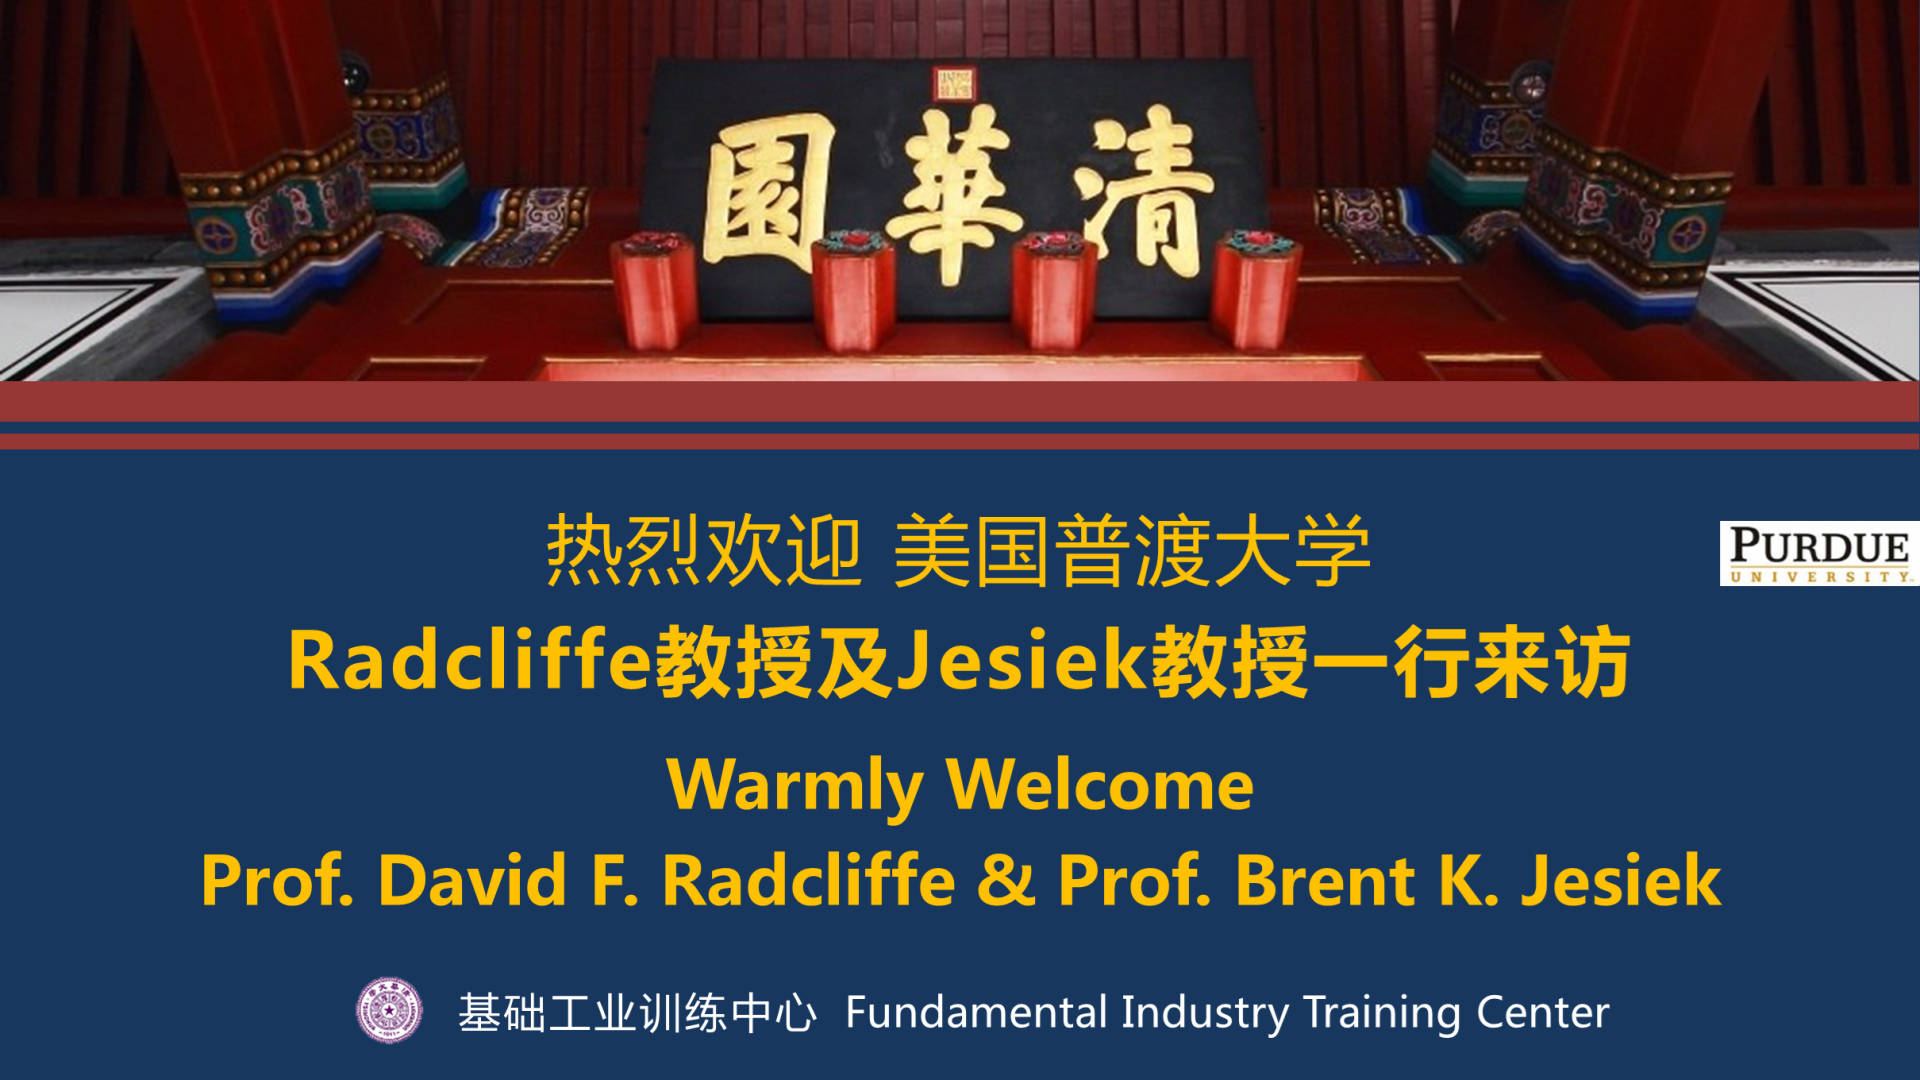 清華園
热烈欢迎 美国普渡大学
PURDUE
UNIVERSITY
Radcliffe教授及Jesiek教授一行来访
Warmly Welcome
Prof. David F. Radcliffe & Prof. Brent K. Jesiek
基础工业训练中心 Fundamental Industry Training Center